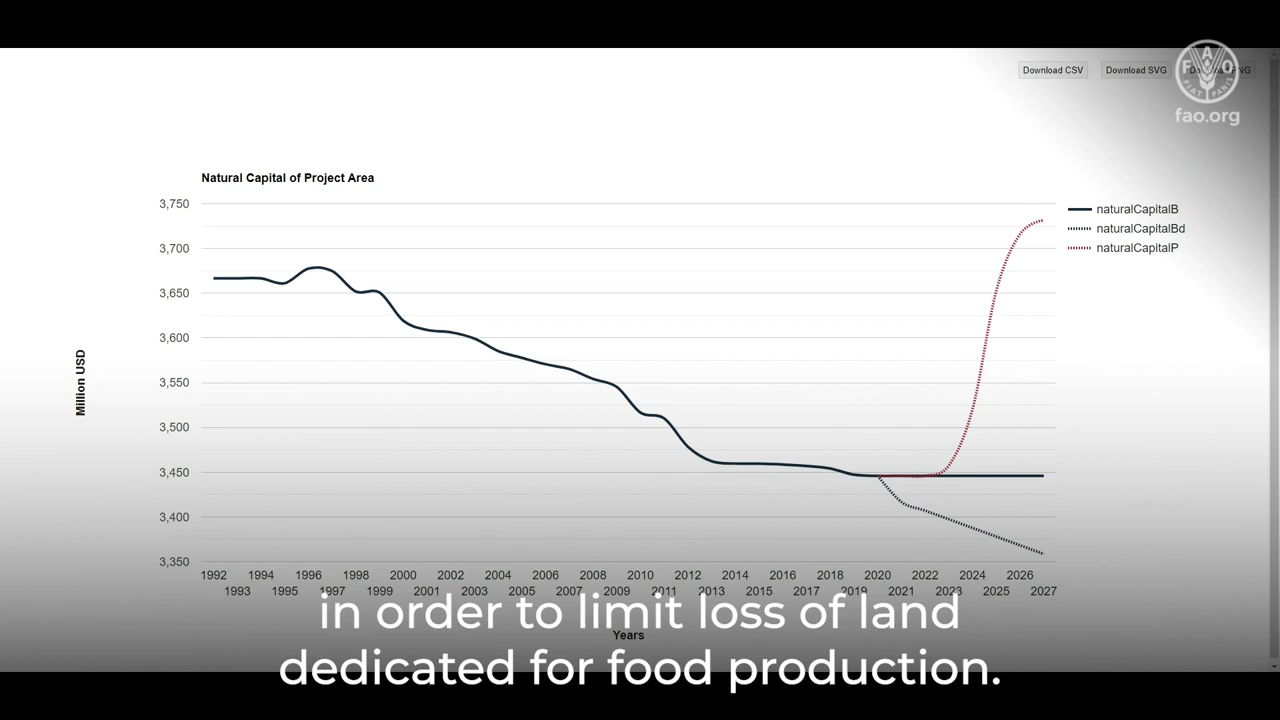 Download CSV
Download SVG
FAO
FIAT PANIS
fao.org
Natural Capital of Project Area
3,750
3,700
3,650
3,600
3,550
3,500
3,450
3,400
3,350
Million USD
naturalCapitalB
naturalCapitalBd
naturalCapitalP
1992 1994 1996 1998 2000 2002 2004 2006 2008 2010 2012 2014 2016 2018 2020 2022 2024 2026
1993 1995 1997 1999 2001 2003 2005 2007 2009 2011 2013 2015 2017 2019 2021 2023 2025 2027
Years
in order to limit loss of land
dedicated for food production.